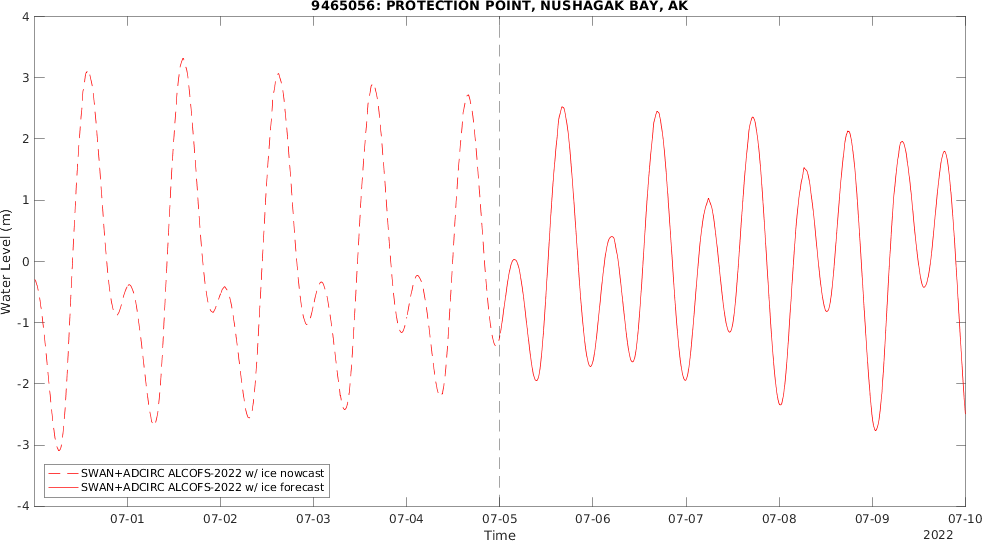 9465056: PROTECTION POINT, NUSHAGAK BAY, AK
Water Level (m)
4
3
2
1
0
-1
-2
-3
-4
SWAN+ADCIRC ALCOFS-2022 w/ ice nowcast
SWAN+ADCIRC ALCOFS-2022 w/ ice forecast
07-01 07-02 07-03 07-04 07-05 07-06 07-07 07-08 07-09 07-10
Time
2022